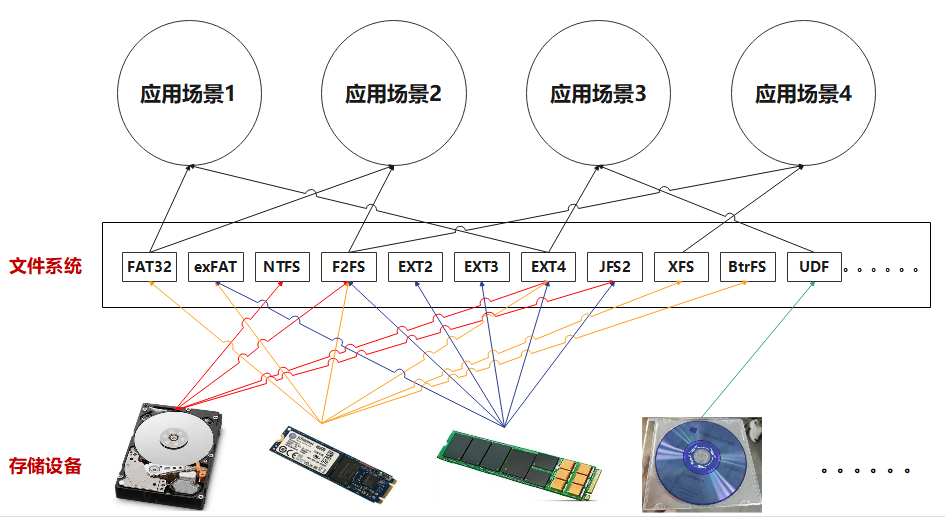 应用场景1
应用场景2
应用场景3
应用场景4
文件系统
FAT32
exFAT
NTFS
F2FS
EXT2
EXT3
EXT4
JFS2
XFS
BtrFS
UDF
。。。。。。
存储设备
。。。。。。